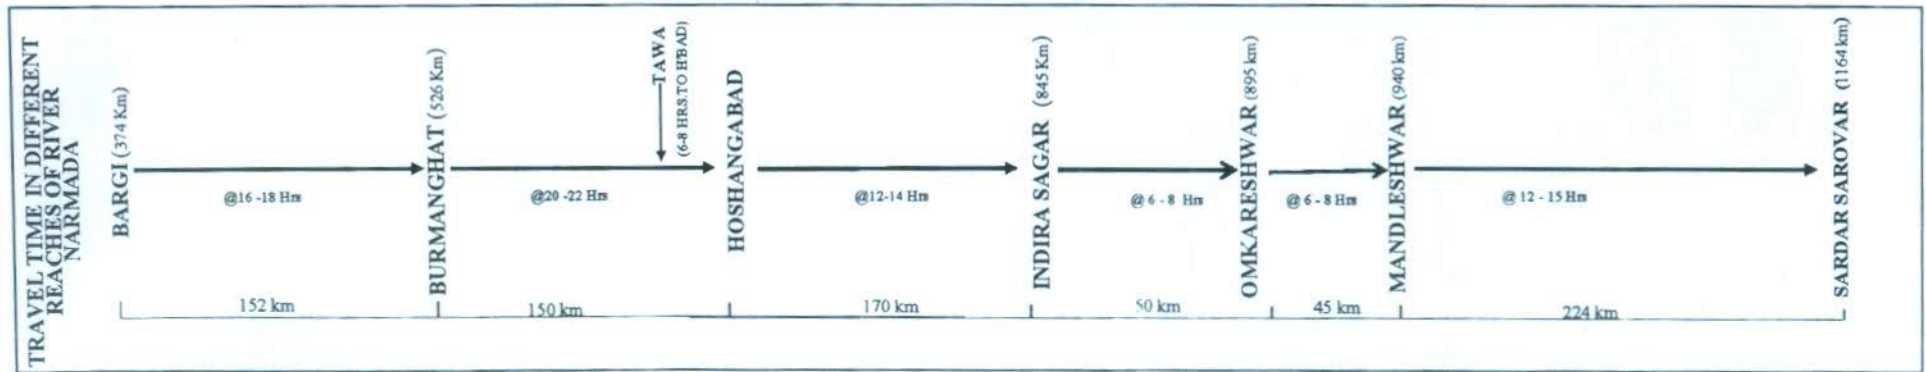 TRAVEL TIME IN DIFFERENT
REACHES OF RIVER
NARMADA
BARGI (374 Km)
@16 -18 Hrs
BURMANGHAT (526 Km)
@20 -22 Hrs
TAWA
(6-8 HRS.TO H'BAD)
HOSHANGABAD
@12-14 Hrs
INDIRA SAGAR (845 Km)
@ 6 - 8 Hrs
OMKARESHWAR (895 km)
@ 6 - 8 Hrs
MANDLESHWAR (940 km)
@ 12 - 15 Hrs
SARDAR SAROVAR (1164 km)
152 km
150 km
170 km
50 km
45 km
224 km